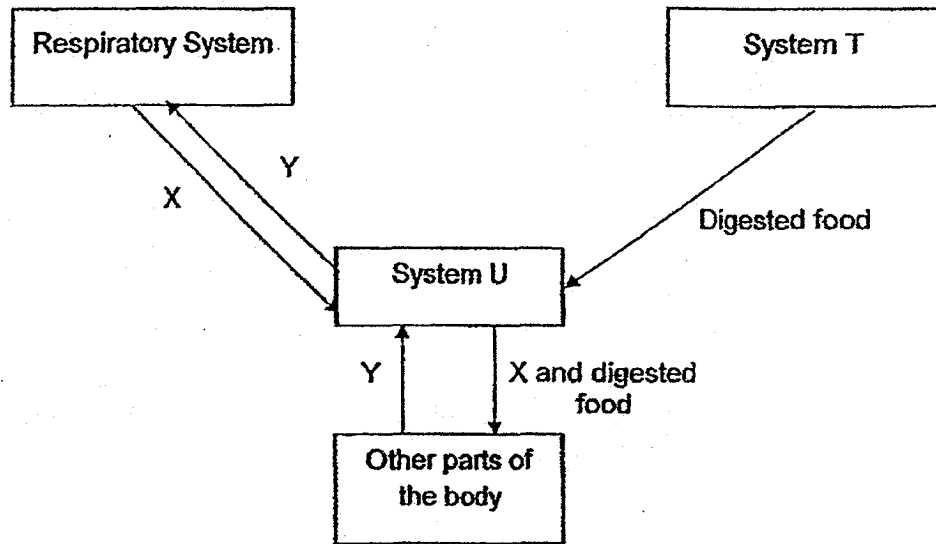 Respiratory System
System T
Y
X
Digested food
System U
Y
X and digested
food
Other parts of
the body